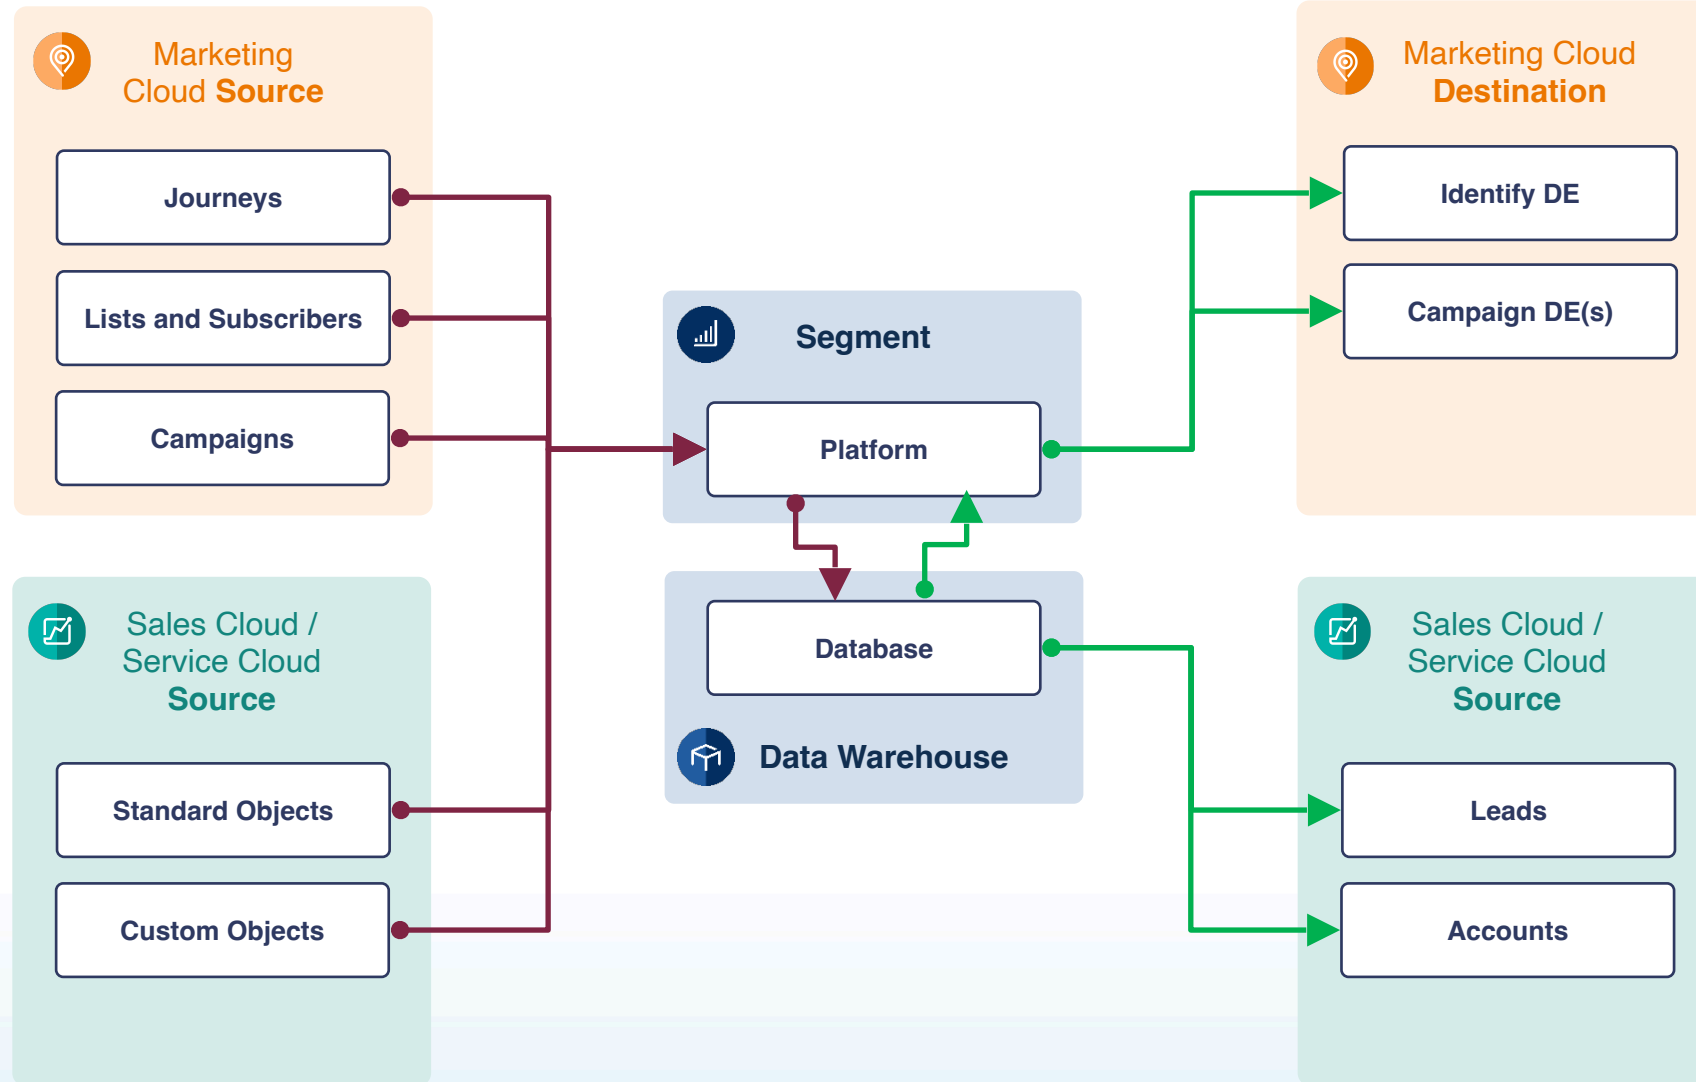 Marketing
Cloud Source
Journeys
Lists and Subscribers
Campaigns
Sales Cloud /
Service Cloud
Source
Standard Objects
Custom Objects
Segment
Platform
Database
Data Warehouse
Marketing Cloud
Destination
Identify DE
Campaign DE(s)
Sales Cloud /
Service Cloud
Source
Leads
Accounts